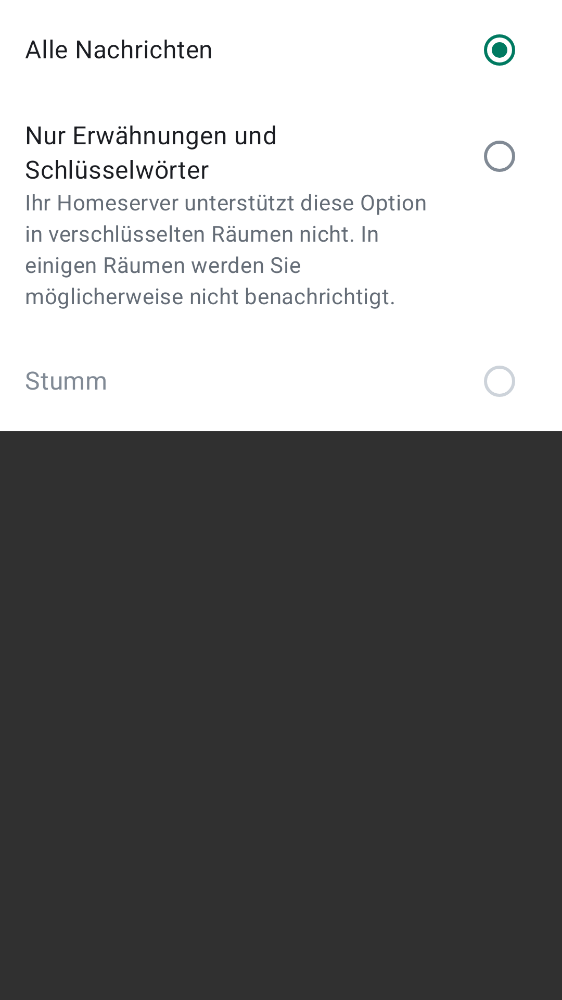 Alle Nachrichten
Nur Erwähnungen und
Schlüsselwörter
Ihr Homeserver unterstützt diese Option
in verschlüsselten Räumen nicht. In
einigen Räumen werden Sie
möglicherweise nicht benachrichtigt.
Stumm